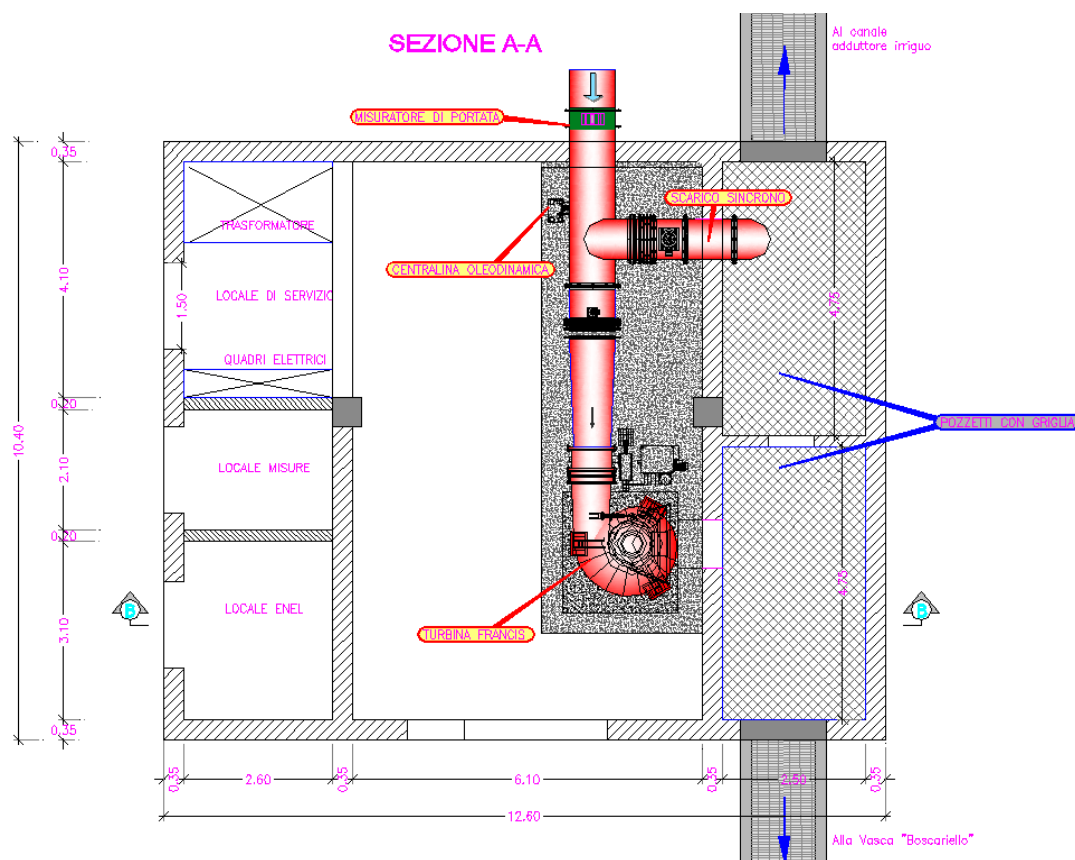 SEZIONE A-A
Al canale
adduttore irriguo
MISURATORE DI PORTATA
SCARICO SINCRONO
TRASFORMATORE
CENTRALINA OLEODINAMICA
LOCALE DI SERVIZIO
QUADRI ELETTRICI
POZZETTI CON GRIGLIA
LOCALE MISURE
LOCALE ENEL
TURBINA FRANCIS
B
B
0.35
4.10
1.50
0.20
2.10
0.20
3.10
0.35
10.40
4.75
4.75
0.35
2.60
0.35
6.10
0.35
2.50
0.35
12.60
Alla Vasca "Boscariello"